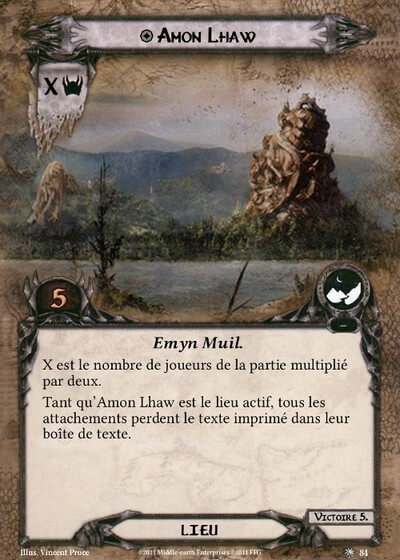 Amon Lhaw
X
5
Emyn Muil.
X est le nombre de joueurs de la partie multiplié
par deux.
Tant qu'Amon Lhaw est le lieu actif, tous les
attachements perdent le texte imprimé dans leur
boîte de texte.
Victoire 5.
LIEU
Illus. Vincent Proce
©2011 Middle-earth Enterprises ©2011 FFG
84